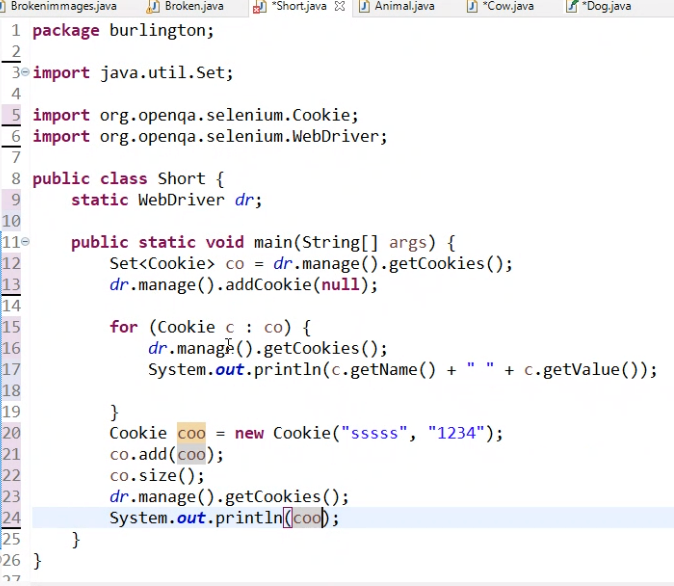 Brokenimmages.java Broken.java *Short.java Animal.java *Cow.java *Dog.java
1 package burlington;
2
3 import java.util.Set;
4
5 import org.openqa.selenium.Cookie;
6 import org.openqa.selenium.WebDriver;
7
8 public class Short {
9 static WebDriver dr;
10
11 public static void main(String[] args) {
12 Set<Cookie> co = dr.manage().getCookies();
13 dr.manage().addCookie(null);
14
15 for (Cookie c : co) {
16 dr.manage().getCookies();
17 System.out.println(c.getName() + " " + c.getValue());
18
19 }
20 Cookie coo = new Cookie("sssss", "1234");
21 co.add(coo);
22 co.size();
23 dr.manage().getCookies();
24 System.out.println(coo);
25 }
26 }
27